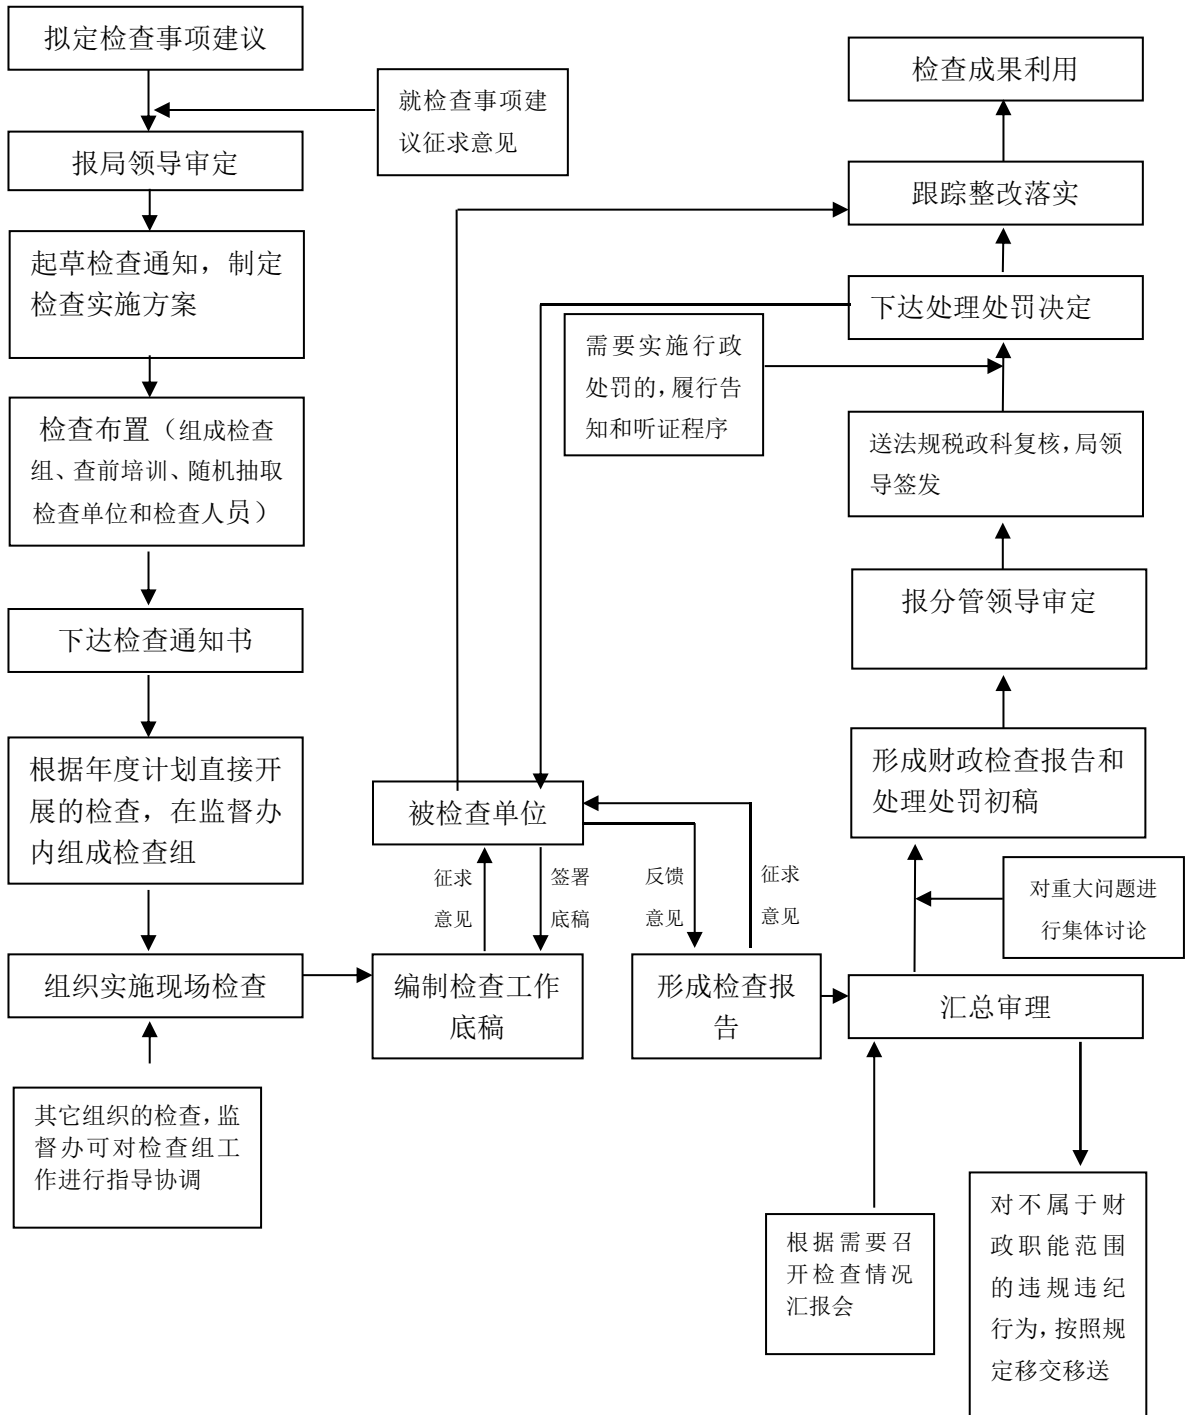 拟定检查事项建议
就检查事项建
议征求意见
报局领导审定
起草检查通知，制定
检查实施方案
检查布置（组成检查
组、查前培训、随机抽取
检查单位和检查人员）
下达检查通知书
根据年度计划直接开
展的检查，在监督办
内组成检查组
组织实施现场检查
其它组织的检查，监
督办可对检查组工
作进行指导协调
被检查单位
征求
意见
签署
底稿
反馈
意见
征求
意见
编制检查工作
底稿
形成检查报
告
汇总审理
根据需要召
开检查情况
汇报会
对不属于财
政职能范围
的违规违纪
行为，按照规
定移交移送
对重大问题进
行集体讨论
形成财政检查报告和
处理处罚初稿
报分管领导审定
送法规税政科复核，局领
导签发
需要实施行政
处罚的，履行告
知和听证程序
下达处理处罚决定
跟踪整改落实
检查成果利用